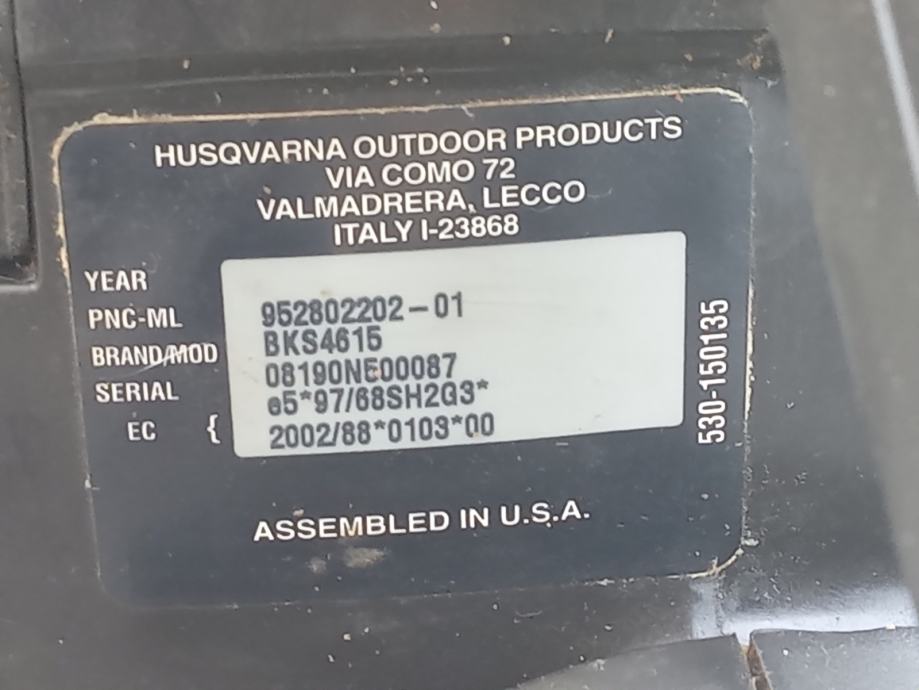 HUSQVARNA OUTDOOR PRODUCTS
VIA COMO 72
VALMADRERA, LECCO
ITALY I-23868
YEAR
PNC-ML 952802202-01
BRAND/MOD BKS4615
SERIAL 08190NE00087
EC { e5*97/68SH2G3*
2002/88*0103*00
530-150135
ASSEMBLED IN U.S.A.